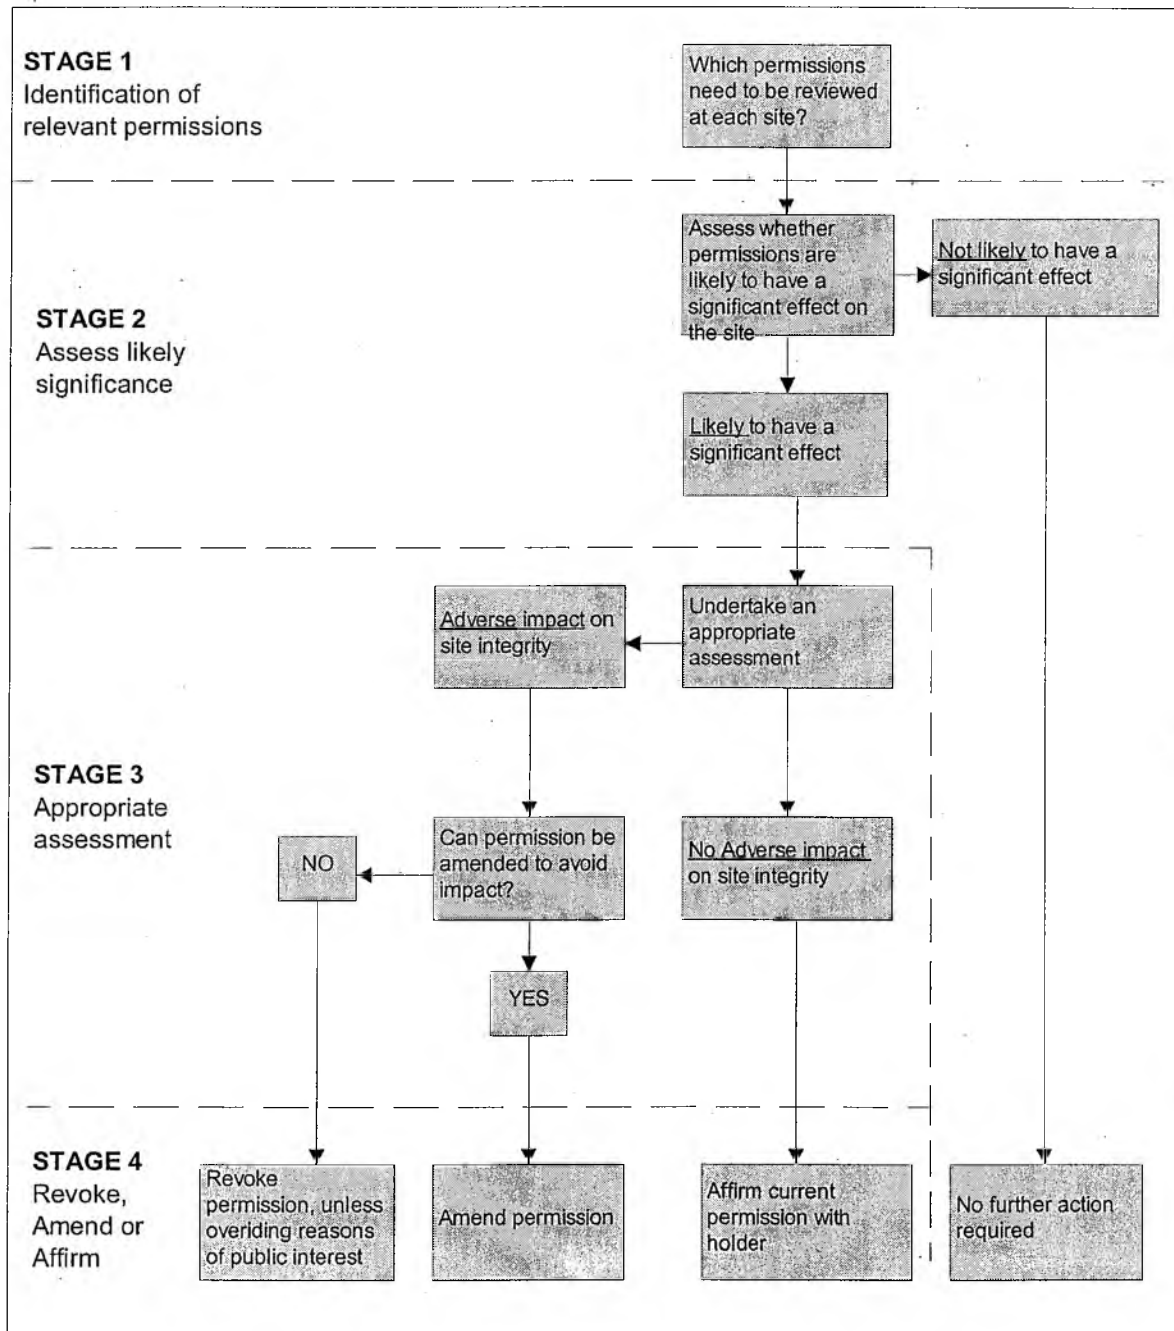 STAGE 1
Identification of
relevant permissions
Which permissions
need to be reviewed
at each site?
STAGE 2
Assess likely
significance
Assess whether
permissions are
likely to have a
significant effect on
the site
Not likely to have a
significant effect
Likely to have a
significant effect
STAGE 3
Appropriate
assessment
Adverse impact on
site integrity
Undertake an
appropriate
assessment
NO
Can permission be
amended to avoid
impact?
No Adverse impact
on site integrity
YES
STAGE 4
Revoke,
Amend or
Affirm
Revoke
permission, unless
overiding reasons
of public interest
Amend permission
Affirm current
permission with
holder
No further action
required